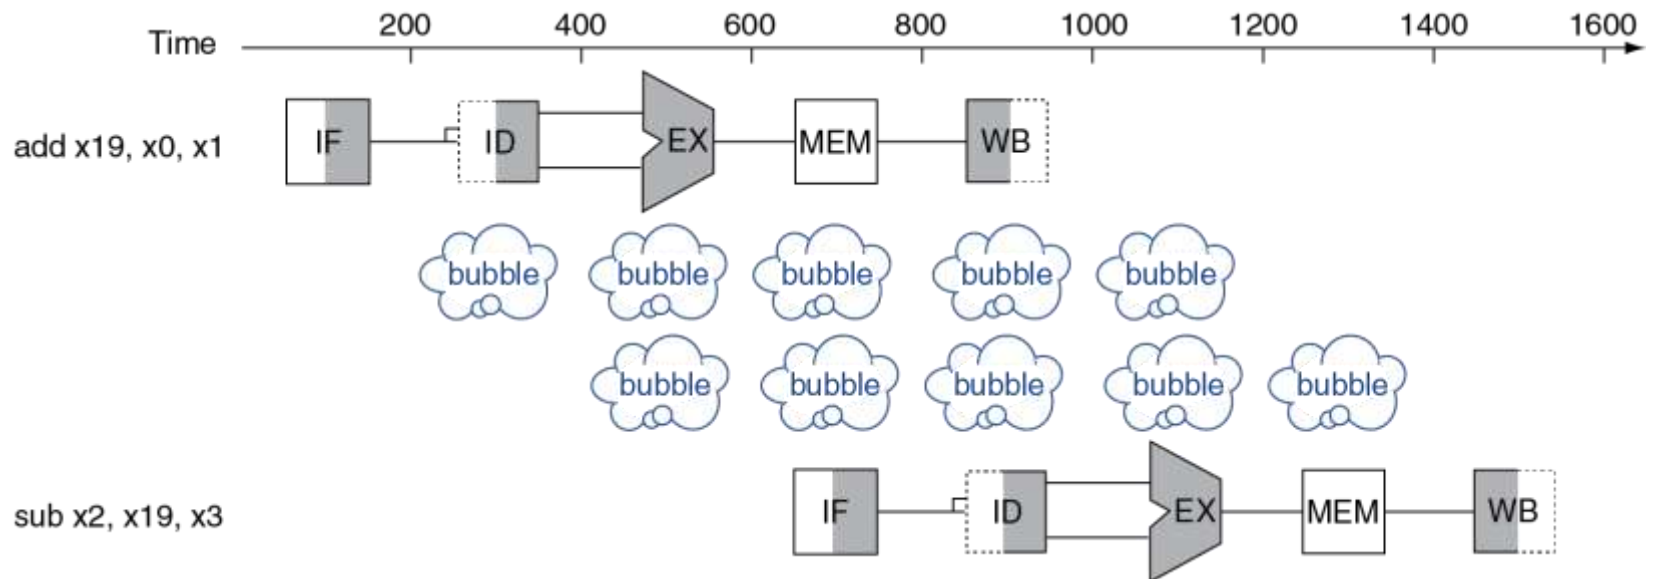 200 400 600 800 1000 1200 1400 1600
Time
add x19, x0, x1 IF ID EX MEM WB
bubble bubble bubble bubble bubble
bubble bubble bubble bubble bubble
sub x2, x19, x3 IF ID EX MEM WB